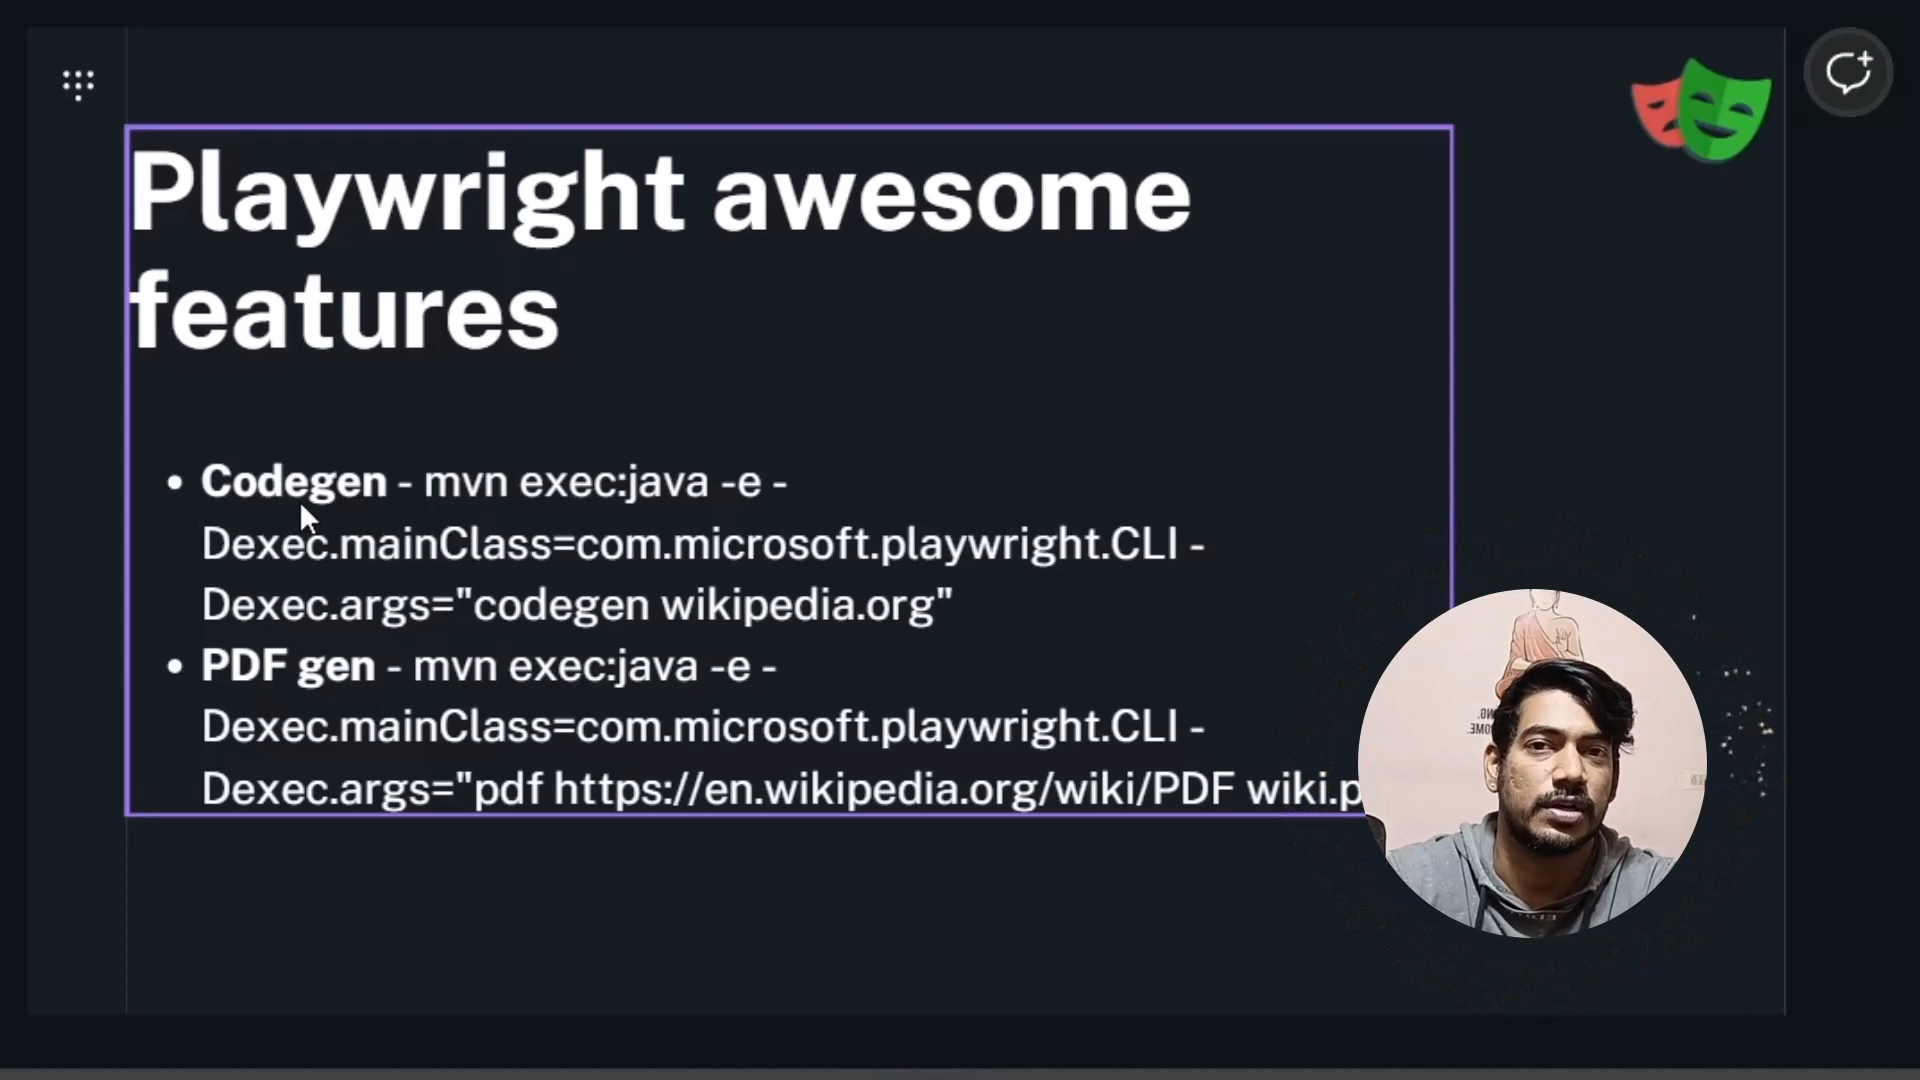 Playwright awesome
features
• Codegen - mvn exec:java -e -
Dexec.mainClass=com.microsoft.playwright.CLI -
Dexec.args="codegen wikipedia.org"
• PDF gen - mvn exec:java -e -
Dexec.mainClass=com.microsoft.playwright.CLI -
Dexec.args="pdf https://en.wikipedia.org/wiki/PDF wiki.p